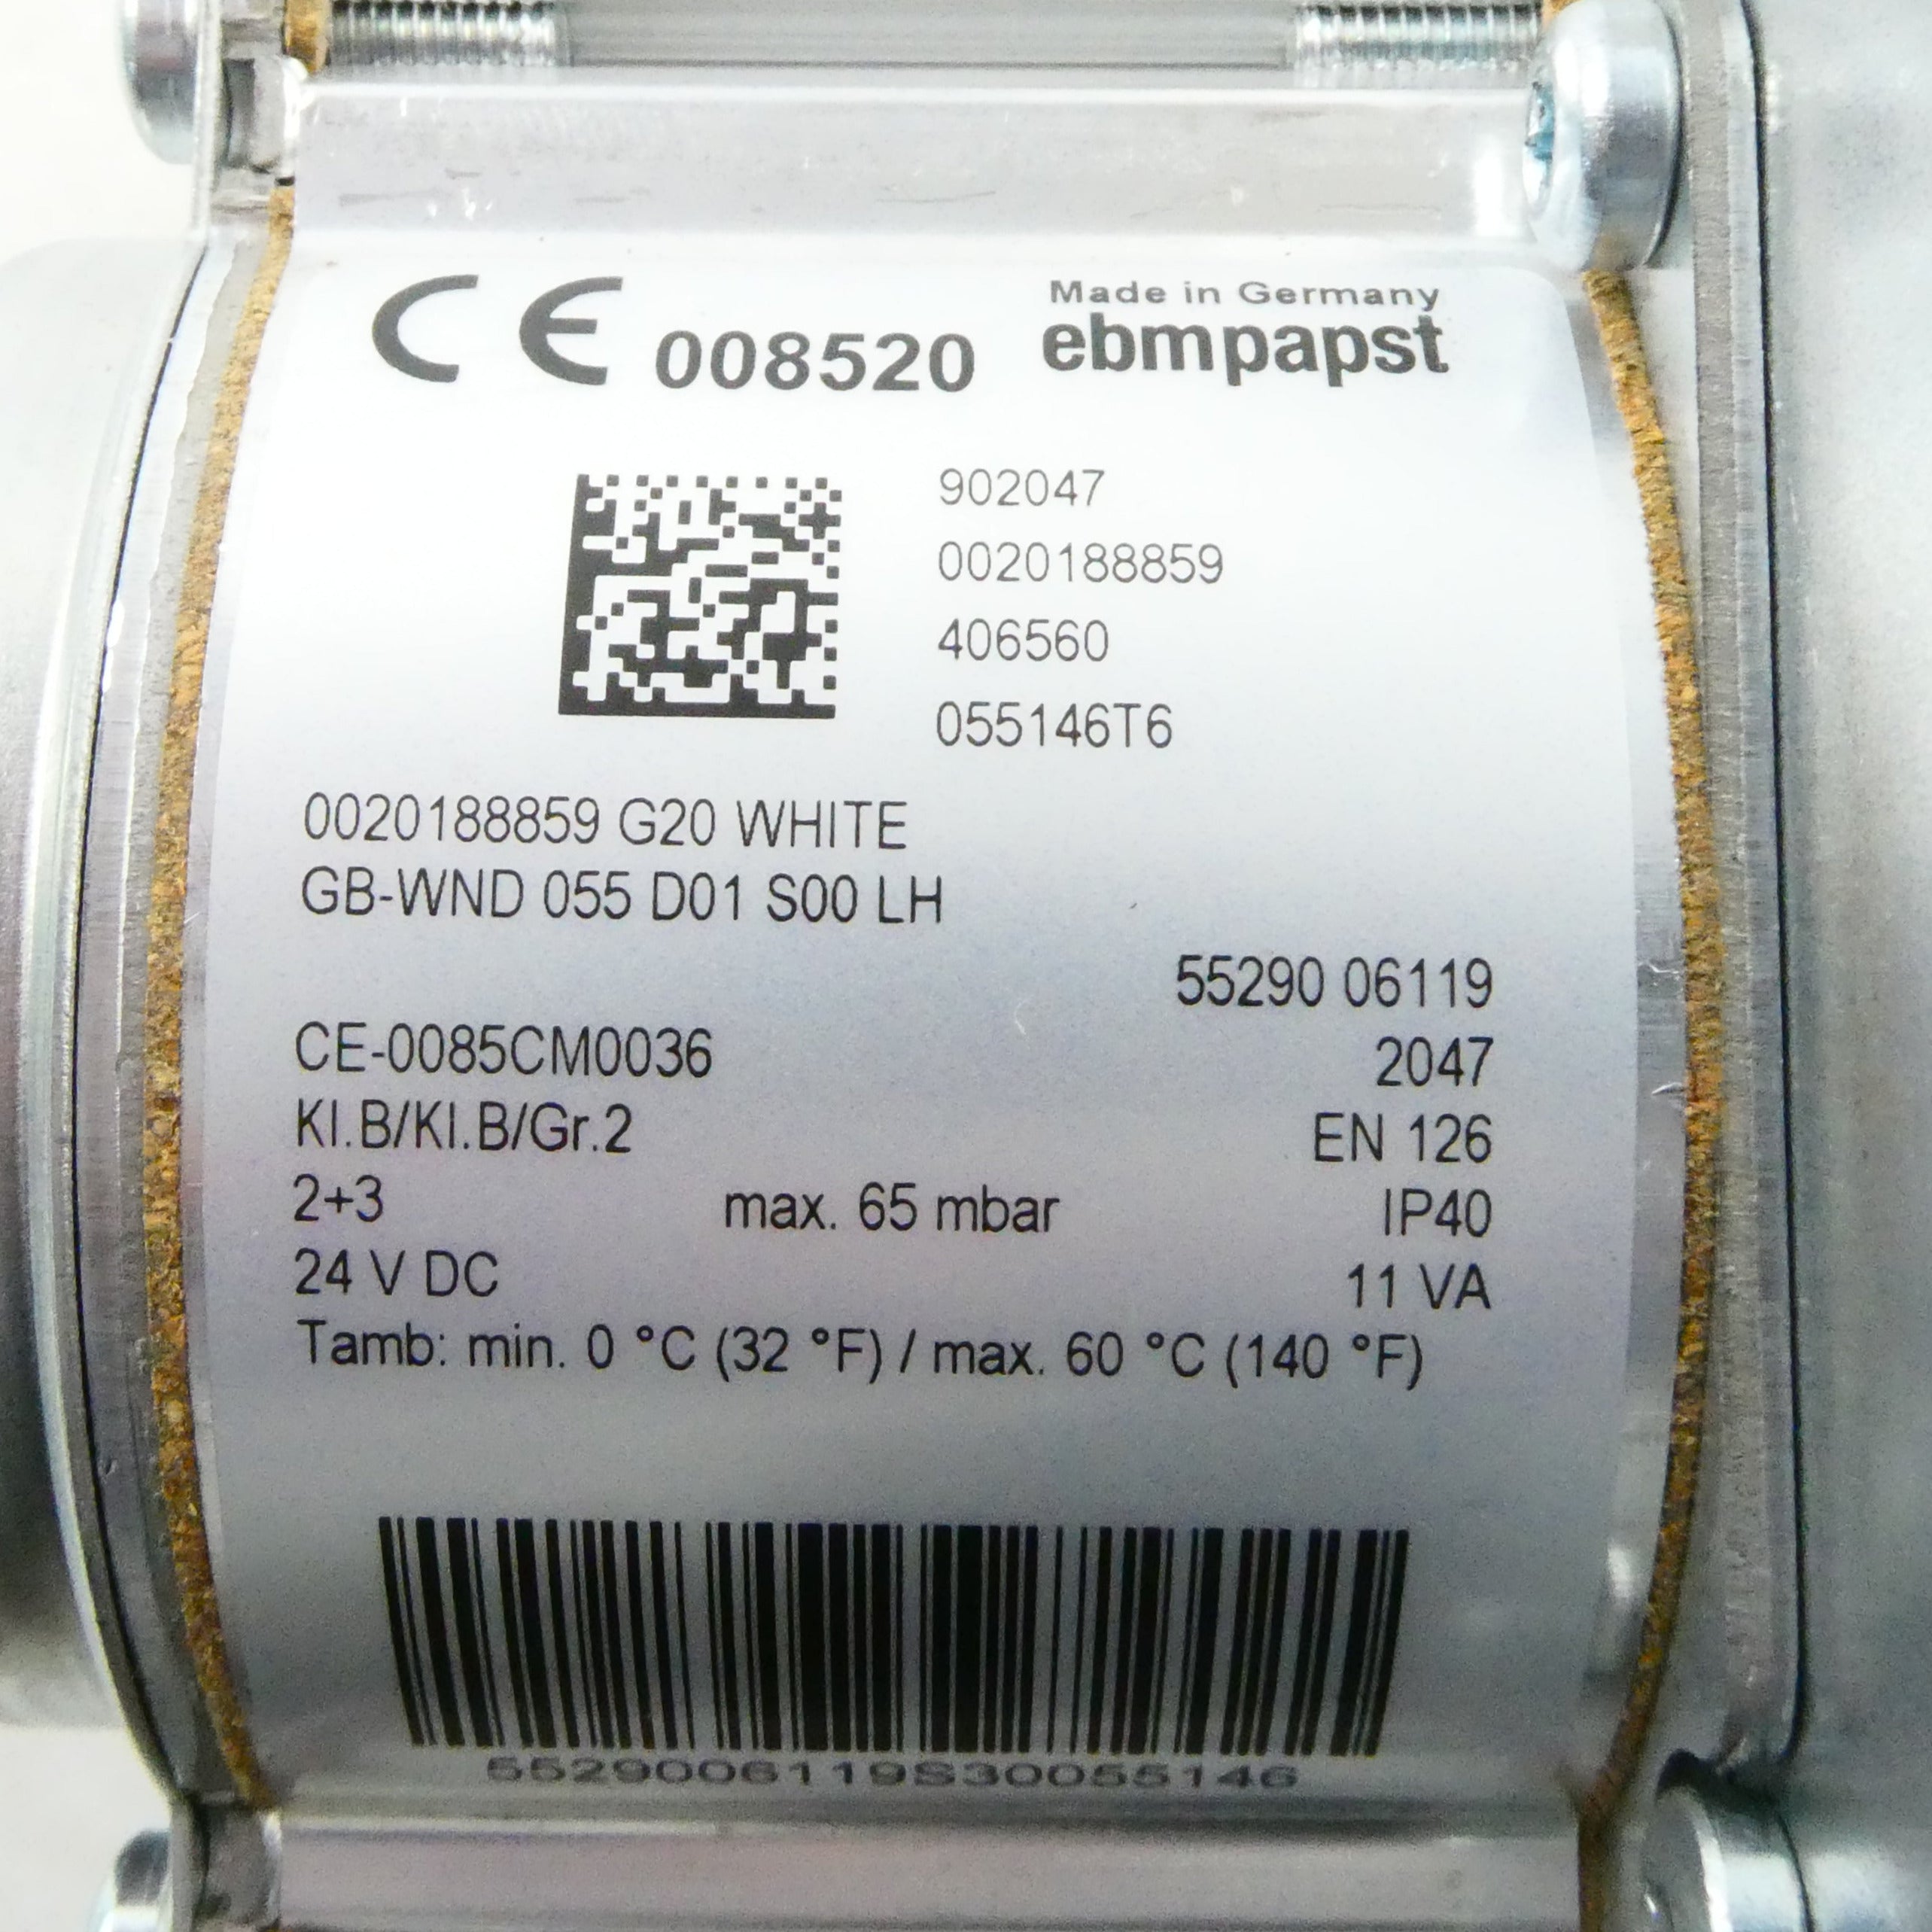 CE 008520
Made in Germany
ebmpapst
902047
0020188859
406560
055146T6
0020188859 G20 WHITE
GB-WND 055 D01 S00 LH
55290 06119
CE-0085CM0036 2047
Kl.B/Kl.B/Gr.2 EN 126
2+3 max. 65 mbar IP40
24 V DC 11 VA
Tamb: min. 0 °C (32 °F) / max. 60 °C (140 °F)
5529006119S30055146